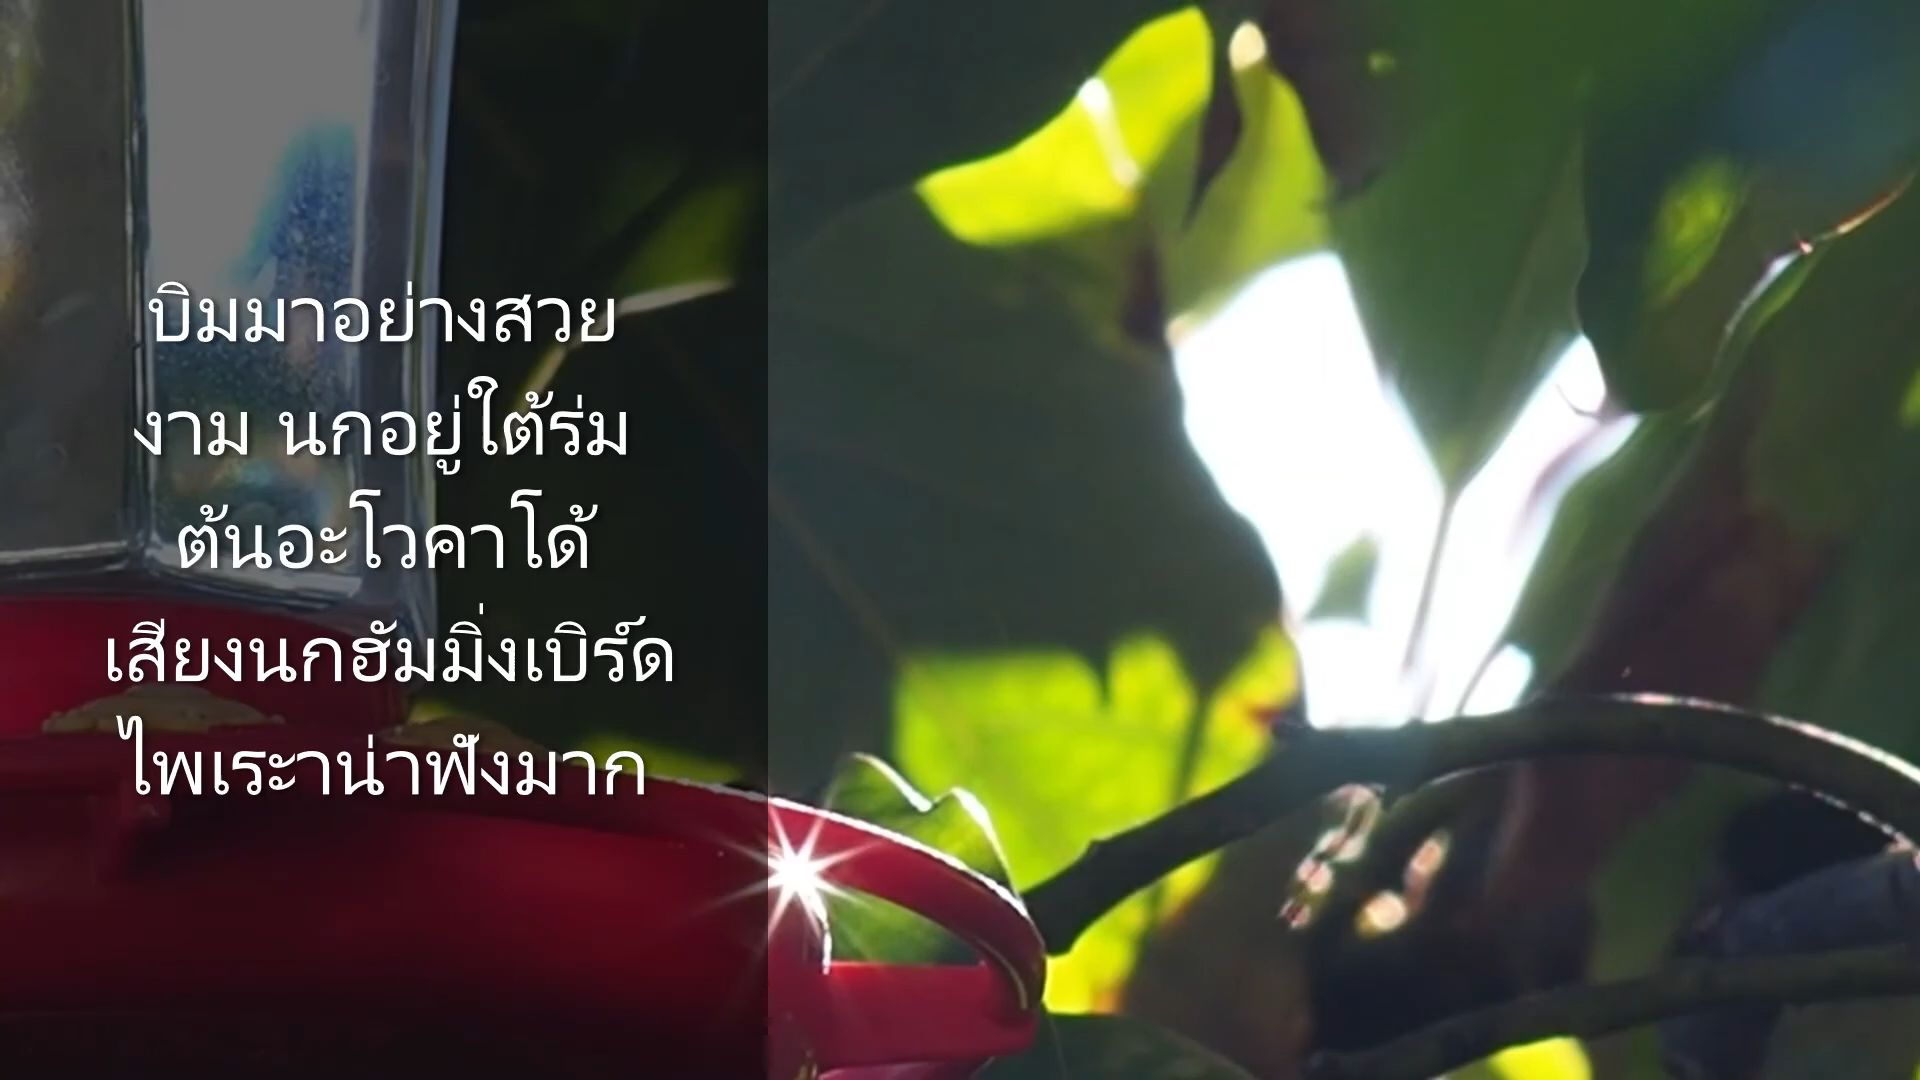 บิมมาอย่างสวย
งาม นกอยู่ใต้ร่ม
ต้นอะโวคาโด้
เสียงนกฮัมมิ่งเบิร์ด
ไพเระาน่าฟังมาก